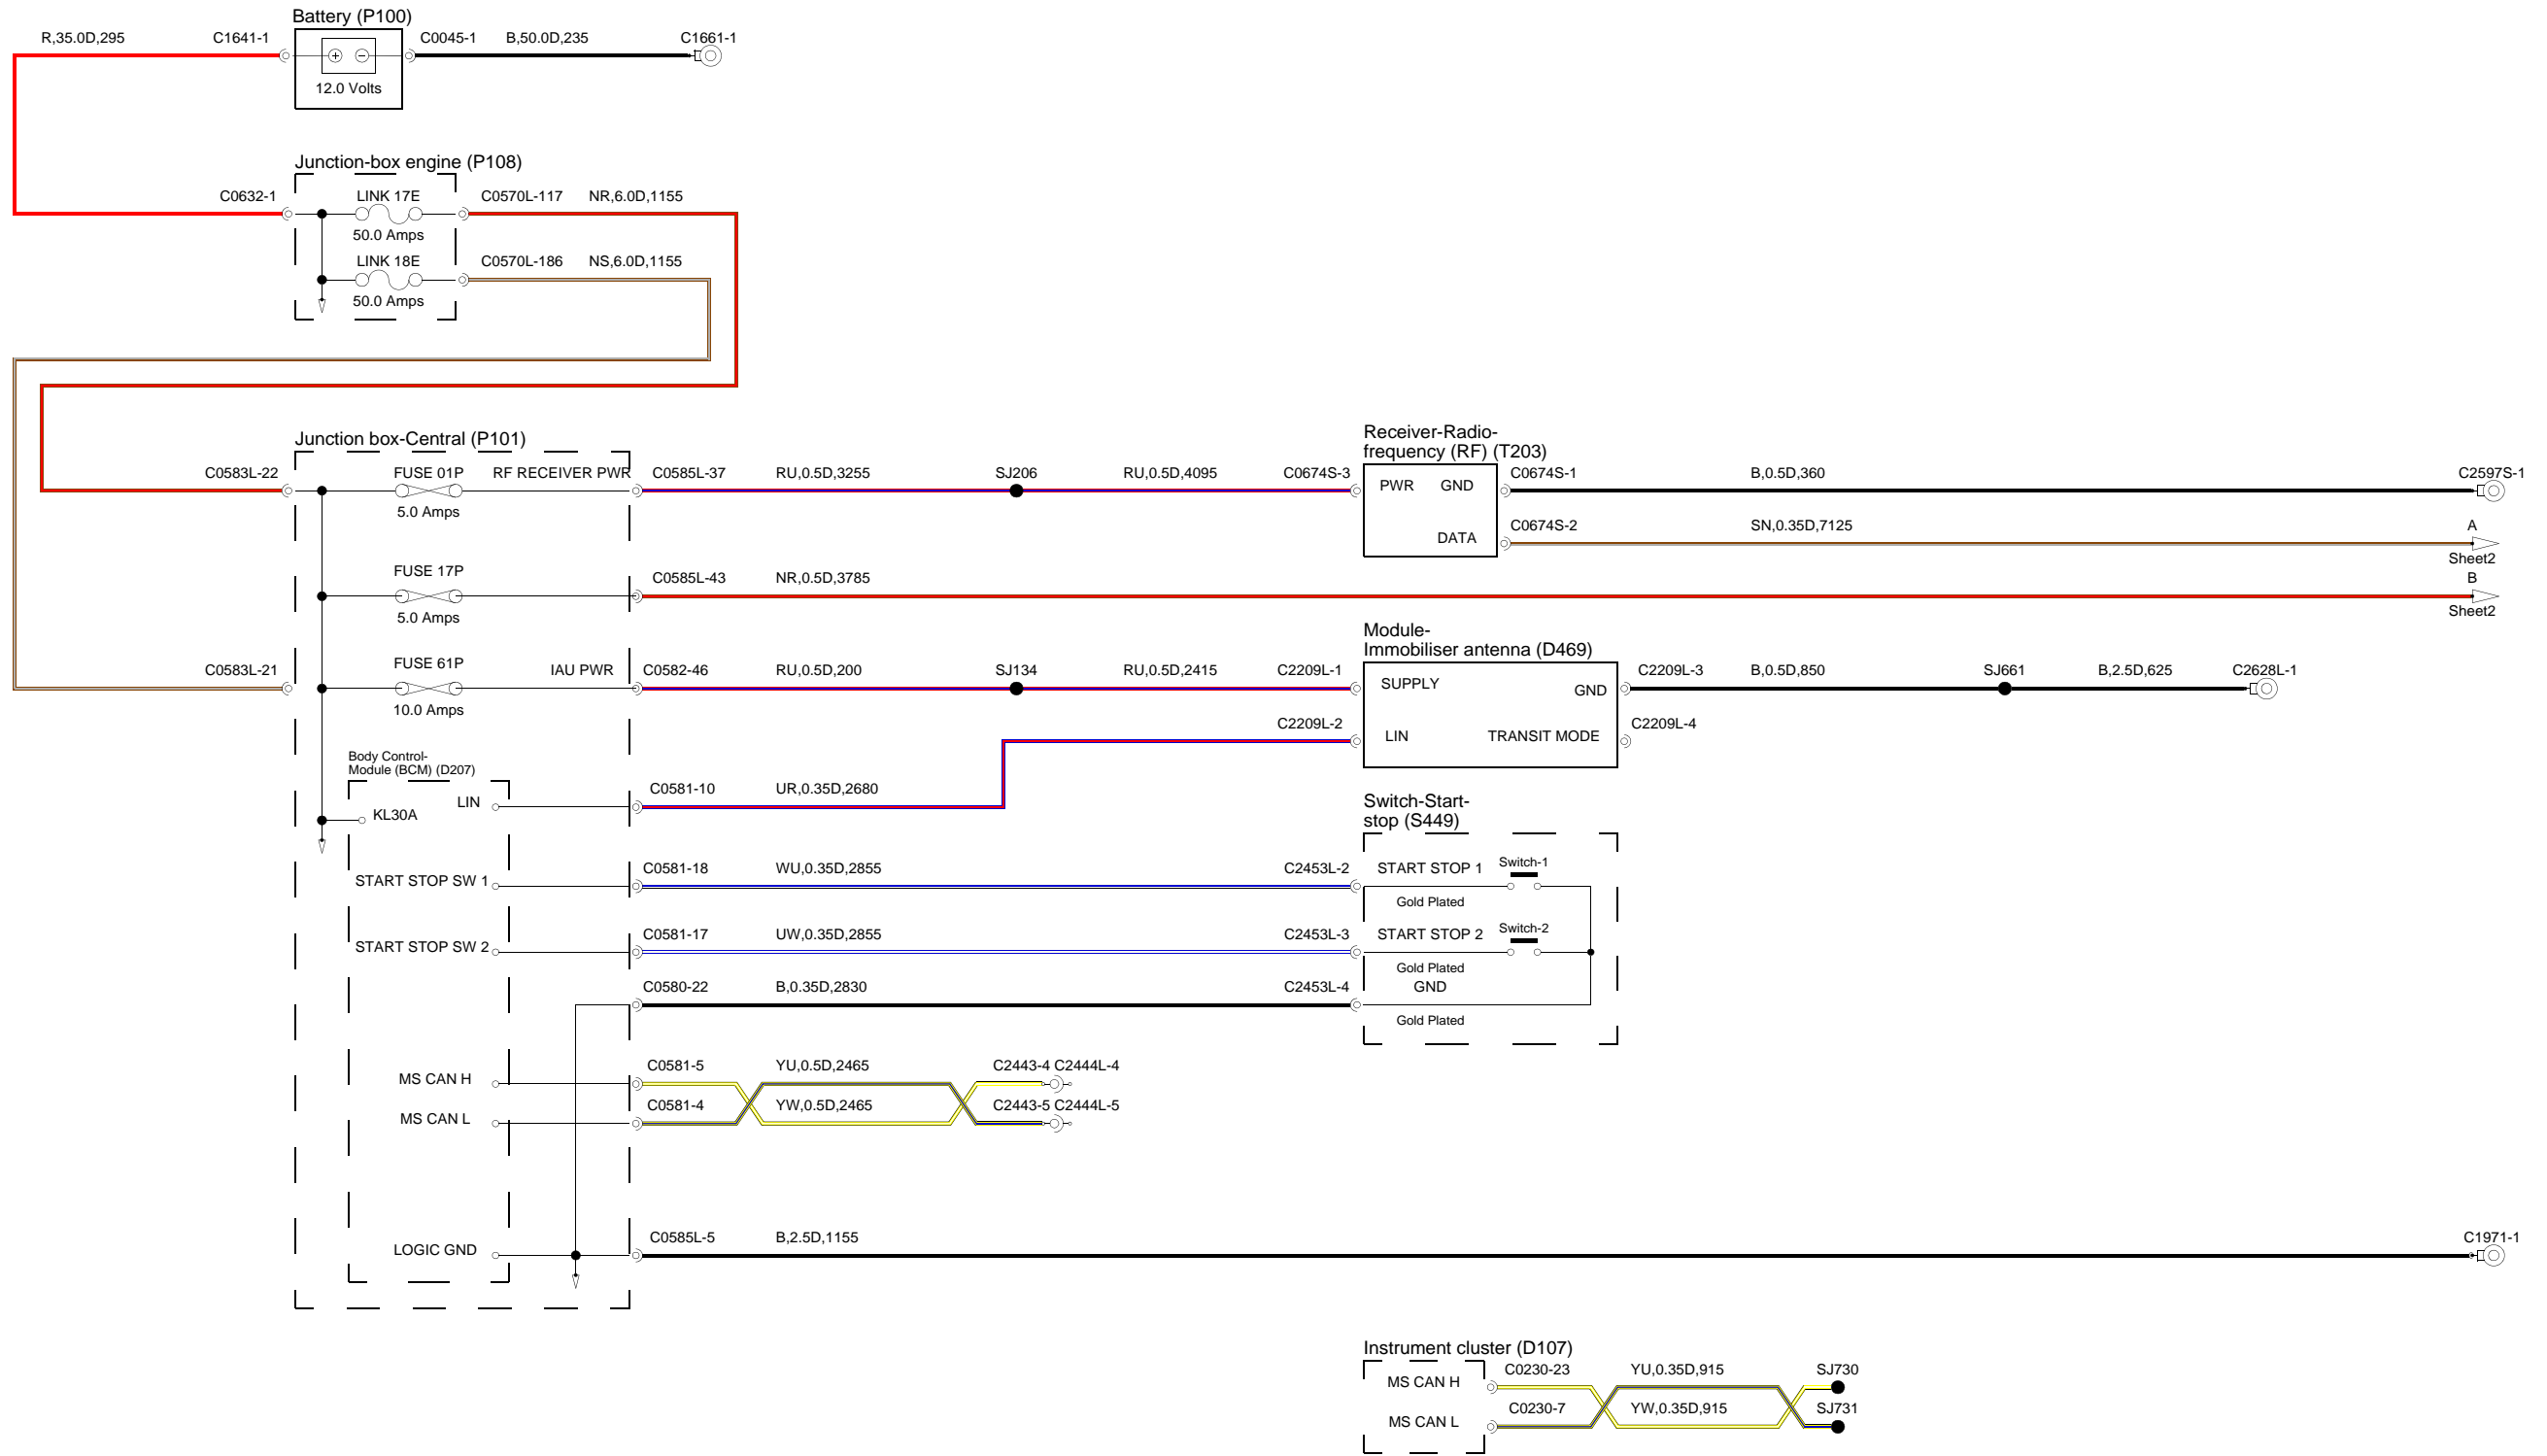 Battery (P100)
R,35.0D,295
C1641-1
C0045-1
B,50.0D,235
C1661-1
12.0 Volts
Junction-box engine (P108)
C0632-1
LINK 17E
C0570L-117
NR,6.0D,1155
50.0 Amps
LINK 18E
C0570L-186
NS,6.0D,1155
50.0 Amps
Junction box-Central (P101)
Receiver-Radio-
frequency (RF) (T203)
C0583L-22
FUSE 01P
RF RECEIVER PWR
C0585L-37
RU,0.5D,3255
SJ206
RU,0.5D,4095
C0674S-3
PWR
GND
C0674S-1
B,0.5D,360
C2597S-1
5.0 Amps
DATA
C0674S-2
SN,0.35D,7125
A
Sheet2
FUSE 17P
C0585L-43
NR,0.5D,3785
B
Sheet2
5.0 Amps
Module-
Immobiliser antenna (D469)
C0583L-21
FUSE 61P
IAU PWR
C0582-46
RU,0.5D,200
SJ134
RU,0.5D,2415
C2209L-1
SUPPLY
GND
C2209L-3
B,0.5D,850
SJ661
B,2.5D,625
C2628L-1
10.0 Amps
C2209L-2
LIN
TRANSIT MODE
C2209L-4
Body Control-
Module (BCM) (D207)
LIN
C0581-10
UR,0.35D,2680
KL30A
Switch-Start-
stop (S449)
START STOP SW 1
C0581-18
WU,0.35D,2855
C2453L-2
START STOP 1
Switch-1
Gold Plated
START STOP SW 2
C0581-17
UW,0.35D,2855
C2453L-3
START STOP 2
Switch-2
Gold Plated
C0580-22
B,0.35D,2830
C2453L-4
GND
Gold Plated
MS CAN H
C0581-5
YU,0.5D,2465
C2443-4 C2444L-4
MS CAN L
C0581-4
YW,0.5D,2465
C2443-5 C2444L-5
LOGIC GND
C0585L-5
B,2.5D,1155
C1971-1
Instrument cluster (D107)
MS CAN H
C0230-23
YU,0.35D,915
SJ730
MS CAN L
C0230-7
YW,0.35D,915
SJ731